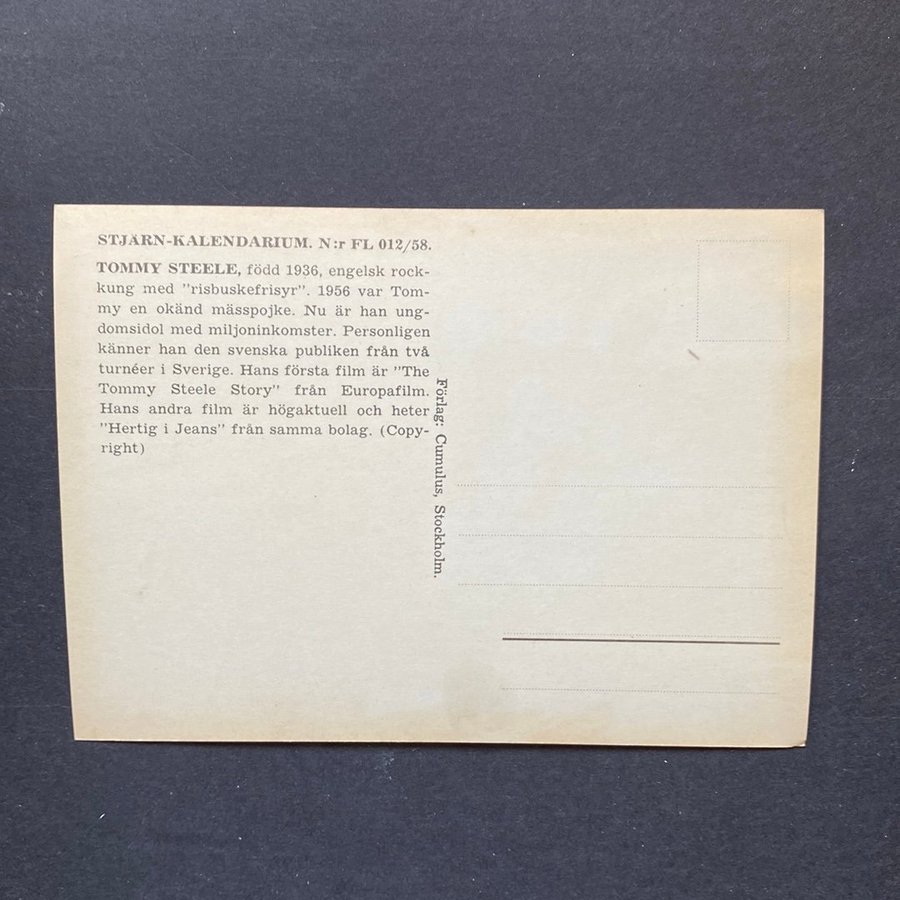 STJÄRN-KALENDARIUM. N:r FL 012/58.
TOMMY STEELE, född 1936, engelsk rock-
kung med ”risbuskefrisyr”. 1956 var Tom-
my en okänd mässpojke. Nu är han ung-
domsidol med miljoninkomster. Personligen
känner han den svenska publiken från två
turnéer i Sverige. Hans första film är ”The
Tommy Steele Story” från Europafilm.
Hans andra film är högaktuell och heter
”Hertig i Jeans” från samma bolag. (Copy-
right)
Förlag: Cumulus, Stockholm.